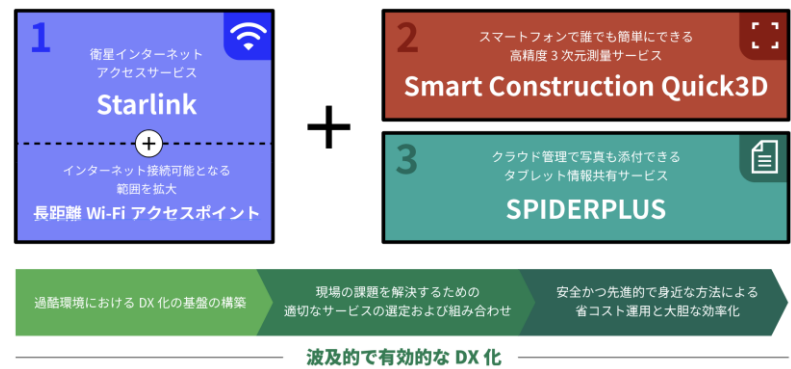 1
衛星インターネット
アクセスサービス
Starlink
+
インターネット接続可能となる
範囲を拡大
長距離 Wi-Fi アクセスポイント
+
2
スマートフォンで誰でも簡単にできる
高精度 3 次元測量サービス
Smart Construction Quick3D
3
クラウド管理で写真も添付できる
タブレット情報共有サービス
SPIDERPLUS
過酷環境における DX 化の基盤の構築
現場の課題を解決するための
適切なサービスの選定および組み合わせ
安全かつ先進的で身近な方法による
省コスト運用と大胆な効率化
波及的で有効的な DX 化